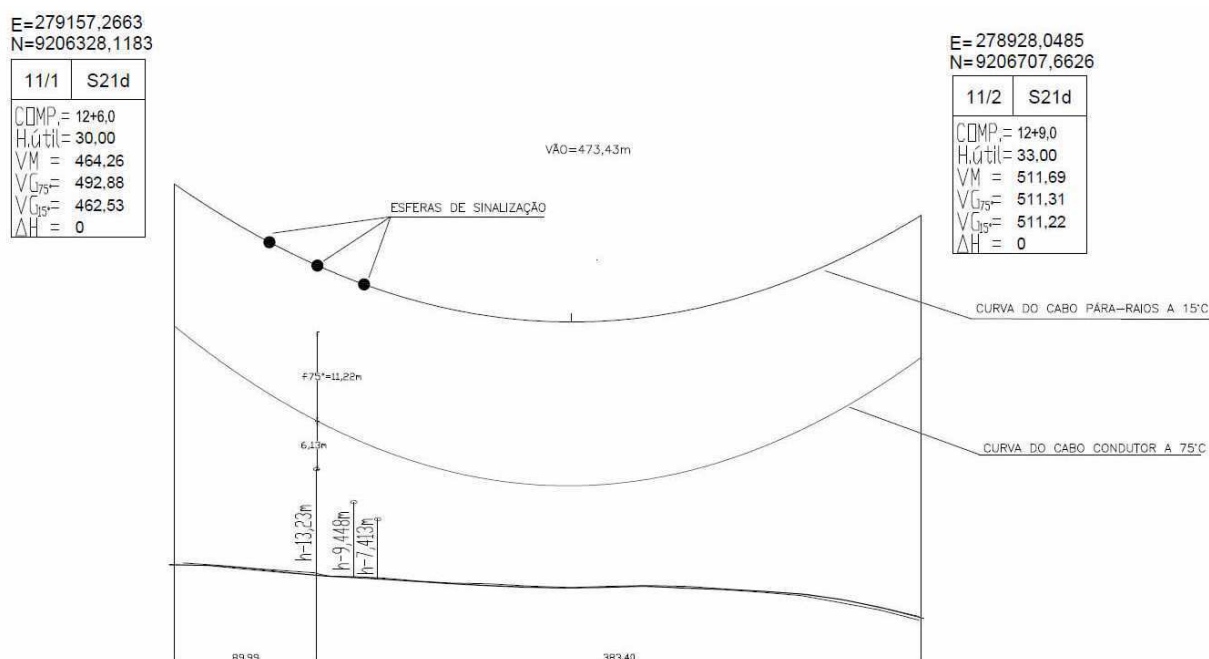 E=279157,2663
N=9206328,1183
11/1 S21d
COMP.= 12+6,0
H.útil= 30,00
VM = 464,26
VG75°= 492,88
VG15°= 462,53
ΔH = 0
E= 278928,0485
N=9206707,6626
11/2 S21d
COMP.= 12+9,0
H.útil= 33,00
VM = 511,69
VG75°= 511,31
VG15°= 511,22
ΔH = 0
VÃO=473,43m
ESFERAS DE SINALIZAÇÃO
CURVA DO CABO PÁRA-RAIOS A 15°C
f75°=11,22m
6,13m
CURVA DO CABO CONDUTOR A 75°C
h-13,23m
h-9,448m
h-7,413m
89,99
383,40